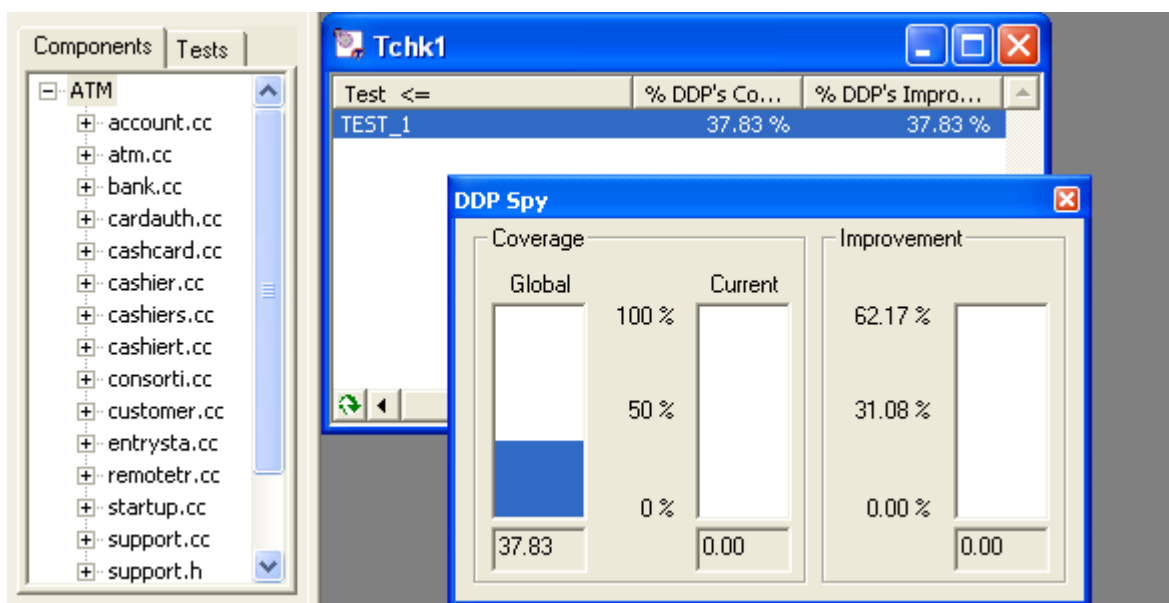 Components Tests
ATM
account.cc
atm.cc
bank.cc
cardauth.cc
cashcard.cc
cashier.cc
cashiers.cc
cashiert.cc
consorti.cc
customer.cc
entrysta.cc
remotetr.cc
startup.cc
support.cc
support.h
Tchk1
Test <= % DDP's Co... % DDP's Impro...
TEST_1 37.83 % 37.83 %
DDP Spy
Coverage
Global Current
100 %
50 %
0 %
37.83 0.00
Improvement
62.17 %
31.08 %
0.00 %
0.00